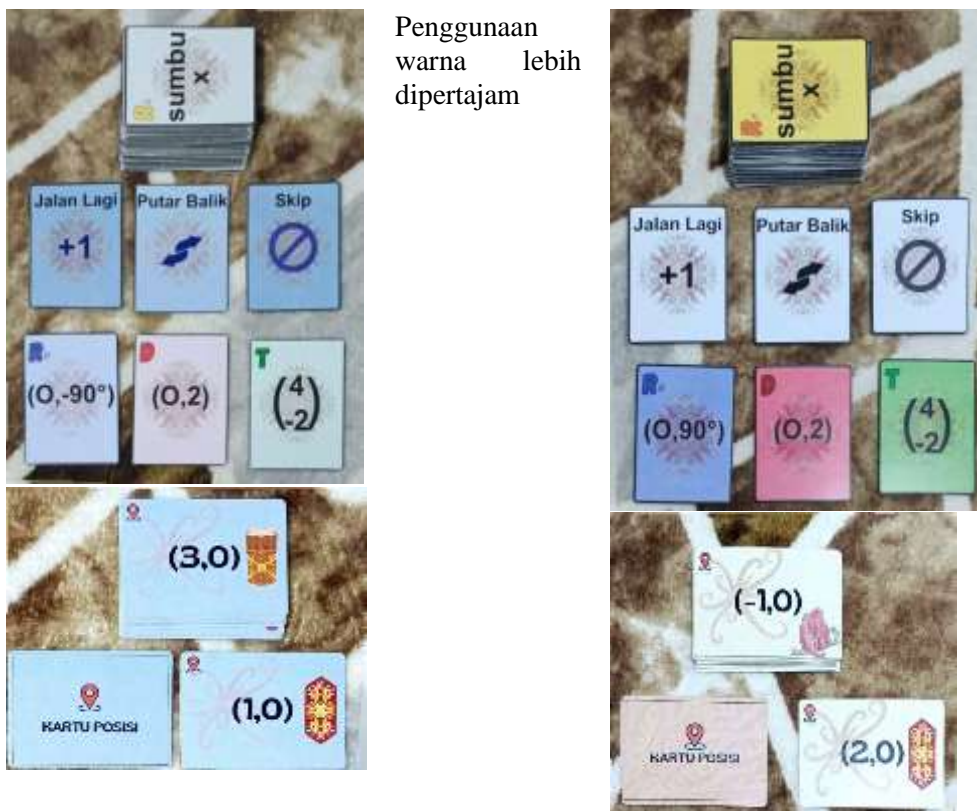 sumbu
x
Jalan Lagi
+1
Putar Balik
Skip
R
(O,-90°)
D
(O,2)
T
(4
-2)
(3,0)
KARTU POSISI
(1,0)
Penggunaan
warna lebih
dipertajam
R
sumbu
x
Jalan Lagi
+1
Putar Balik
Skip
R
(O,90°)
D
(O,2)
T
(4
-2)
(-1,0)
KARTU POSISI
(2,0)